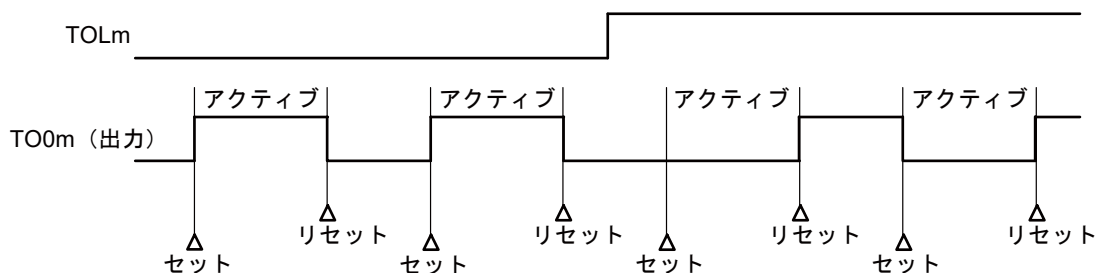 TOLm
アクティブ アクティブ アクティブ アクティブ
TO0m（出力）
リセット リセット リセット リセット
セット セット セット セット